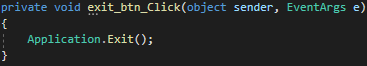 private void exit_btn_Click(object sender, EventArgs e)
{
Application.Exit();
}